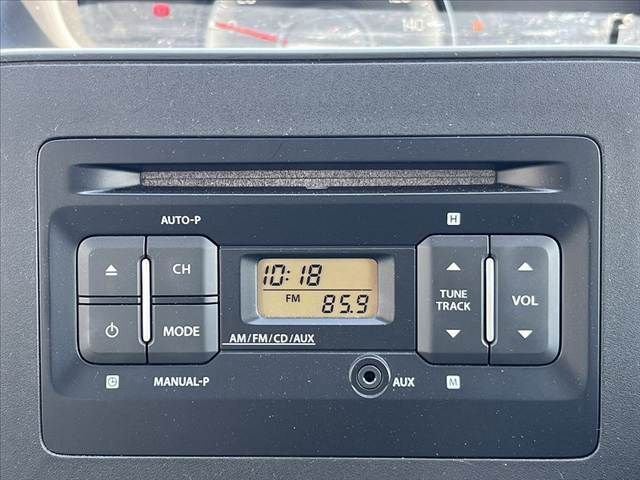 140
AUTO-P
H
CH
10:18
TUNE
TRACK
VOL
FM
85.9
MODE
AM/FM/CD/AUX
MANUAL-P
AUX
M